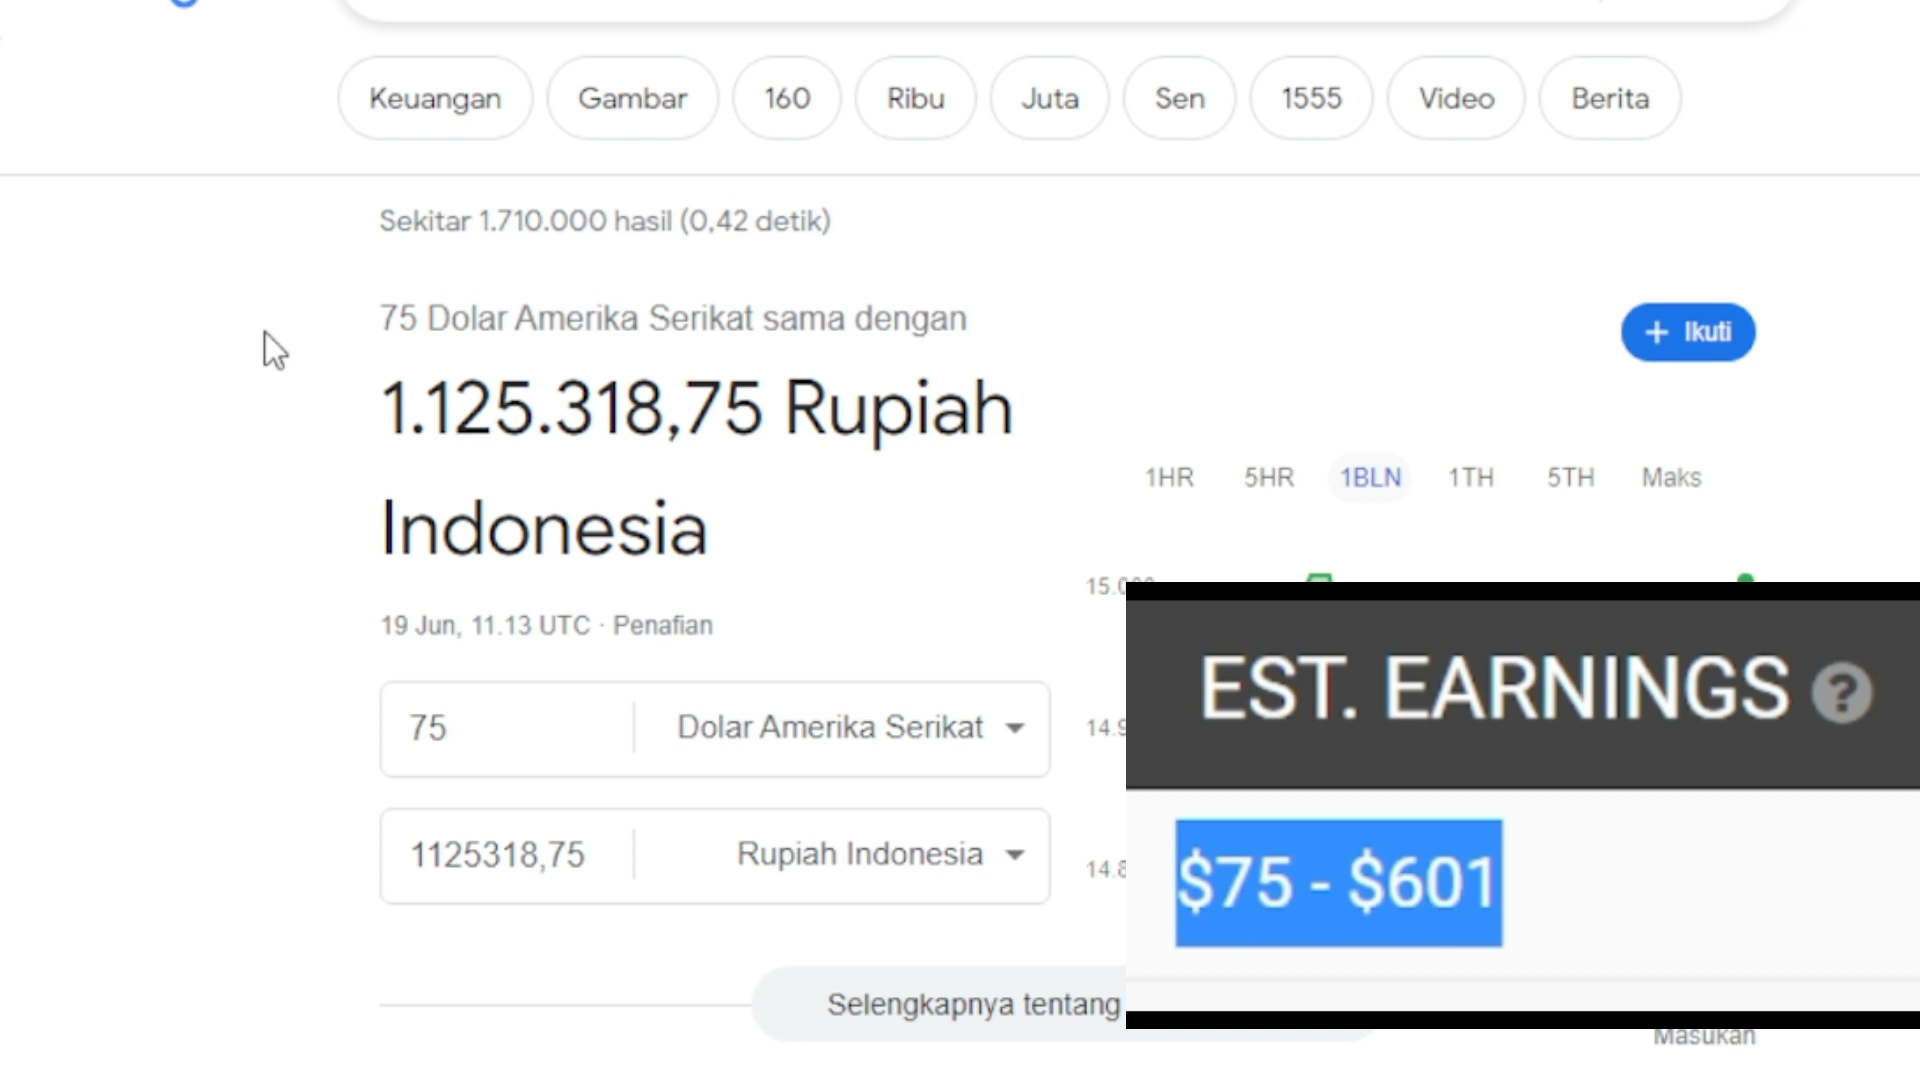 Keuangan
Gambar
160
Ribu
Juta
Sen
1555
Video
Berita
Sekitar 1.710.000 hasil (0,42 detik)
75 Dolar Amerika Serikat sama dengan
+ Ikuti
1.125.318,75 Rupiah
Indonesia
1HR 5HR 1BLN 1TH 5TH Maks
19 Jun, 11.13 UTC · Penafian
75 Dolar Amerika Serikat
1125318,75 Rupiah Indonesia
EST. EARNINGS ?
$75 - $601
Selengkapnya tentang
Masukan